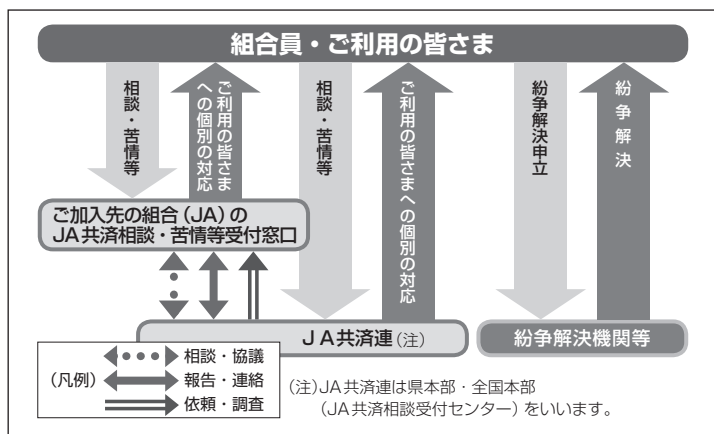 組合員・ご利用の皆さま
相談・苦情等
ご利用の皆さま
への個別の対応
相談・苦情等
ご利用の皆さまへの個別の対応
紛争解決申立
紛争解決
ご加入先の組合（JA）の
JA共済相談・苦情等受付窓口
JA共済連（注）
紛争解決機関等
（凡例）
相談・協議
報告・連絡
依頼・調査
（注）JA共済連は県本部・全国本部
（JA共済相談受付センター）をいいます。